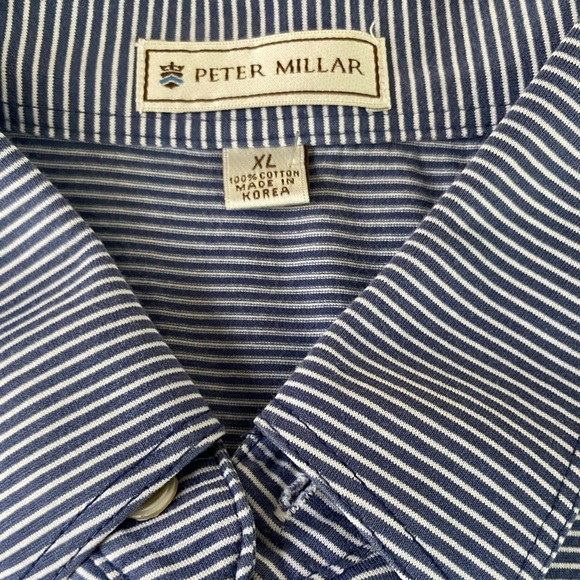 PETER MILLAR
XL
100% COTTON
MADE IN
KOREA